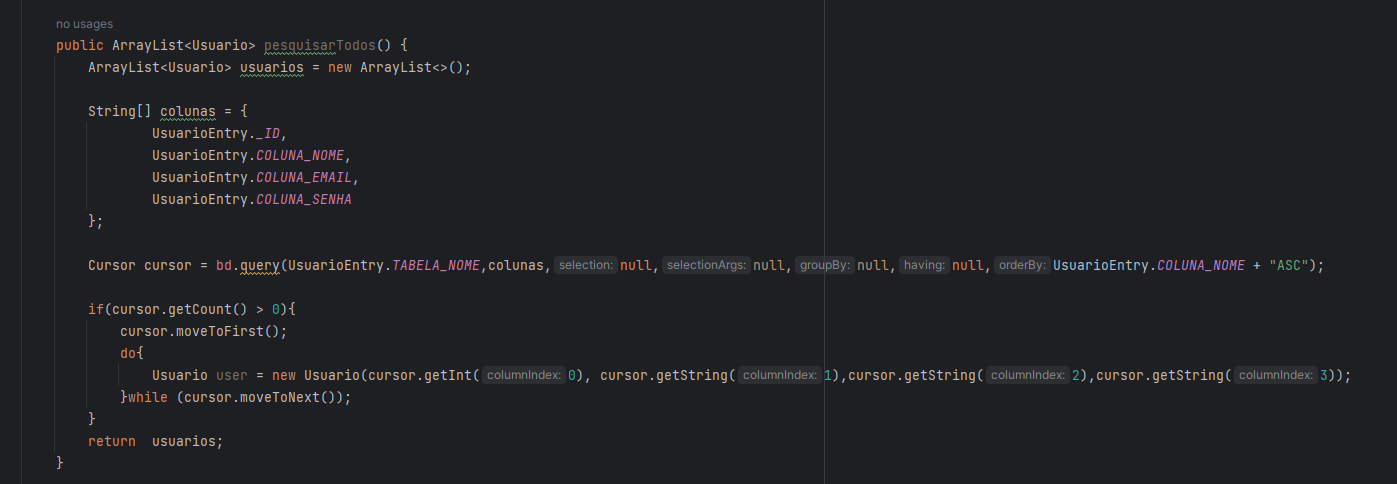 no usages
public ArrayList<Usuario> pesquisarTodos() {
ArrayList<Usuario> usuarios = new ArrayList<>();
String[] colunas = {
UsuarioEntry._ID,
UsuarioEntry.COLUNA_NOME,
UsuarioEntry.COLUNA_EMAIL,
UsuarioEntry.COLUNA_SENHA
};
Cursor cursor = bd.query(UsuarioEntry.TABELA_NOME,colunas, selection: null, selectionArgs: null, groupBy: null, having: null, orderBy: UsuarioEntry.COLUNA_NOME + "ASC");
if(cursor.getCount() > 0){
cursor.moveToFirst();
do{
Usuario user = new Usuario(cursor.getInt( columnIndex: 0), cursor.getString( columnIndex: 1),cursor.getString( columnIndex: 2),cursor.getString( columnIndex: 3));
}while (cursor.moveToNext());
}
return  usuarios;
}